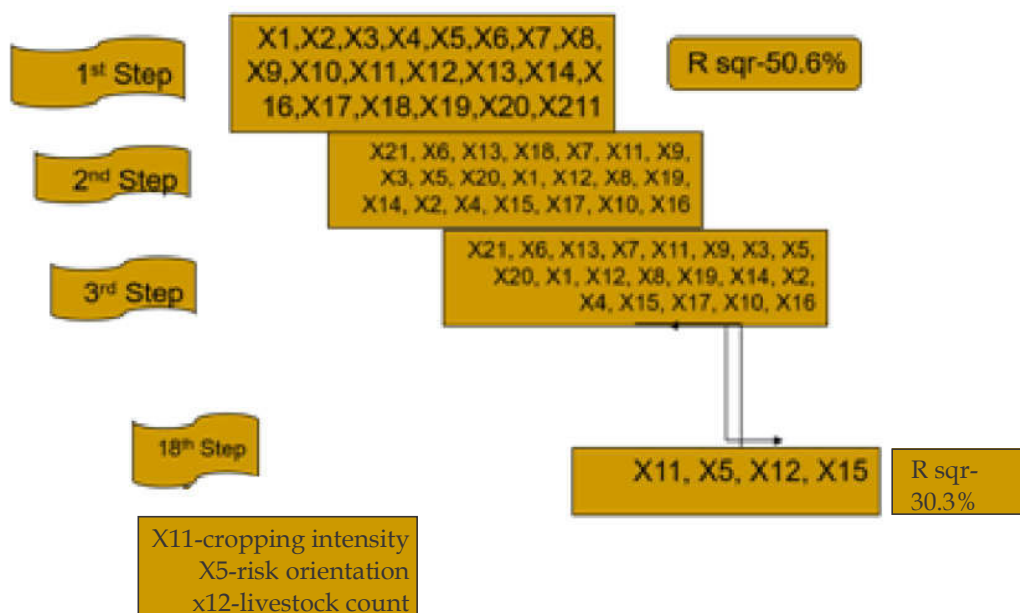 1st Step
X1,X2,X3,X4,X5,X6,X7,X8,
X9,X10,X11,X12,X13,X14,X
16,X17,X18,X19,X20,X211
R sqr-50.6%
2nd Step
X21, X6, X13, X18, X7, X11, X9,
X3, X5, X20, X1, X12, X8, X19,
X14, X2, X4, X15, X17, X10, X16
3rd Step
X21, X6, X13, X7, X11, X9, X3, X5,
X20, X1, X12, X8, X19, X14, X2,
X4, X15, X17, X10, X16
18th Step
X11, X5, X12, X15
R sqr-
30.3%
X11-cropping intensity
X5-risk orientation
x12-livestock count